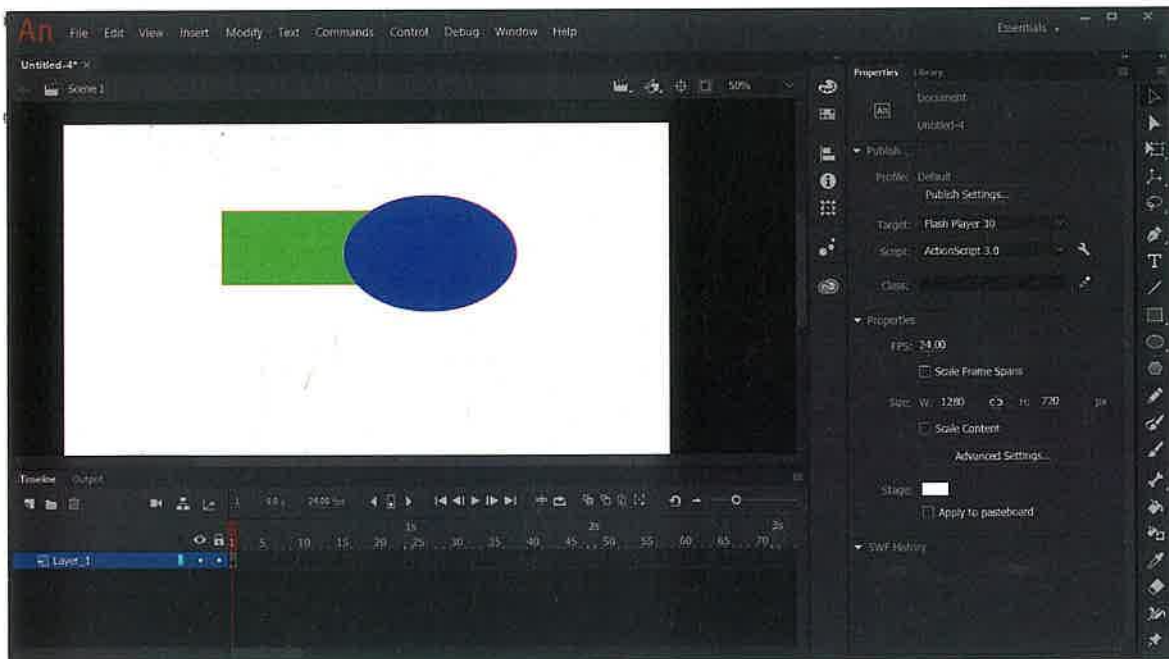 An File Edit View Insert Modify Text Commands Control Debug Window Help
Essentials
Untitled-4* ×
Scene 1
50%
Properties Library
Document
An
Untitled-4
Publish
Profile: Default
Publish Settings...
Target: Flash Player 30
Script: ActionScript 3.0
Class:
Properties
FPS: 24.00
Scale Frame Spans
Size: W: 1280 H: 720 px
Scale Content
Advanced Settings...
Stage:
Apply to pasteboard
SWF History
Timeline Output
1 24.00 fps
1s 2s 3s
1 5 10 15 20 25 30 35 40 45 50 55 60 65 70
Layer_1
T